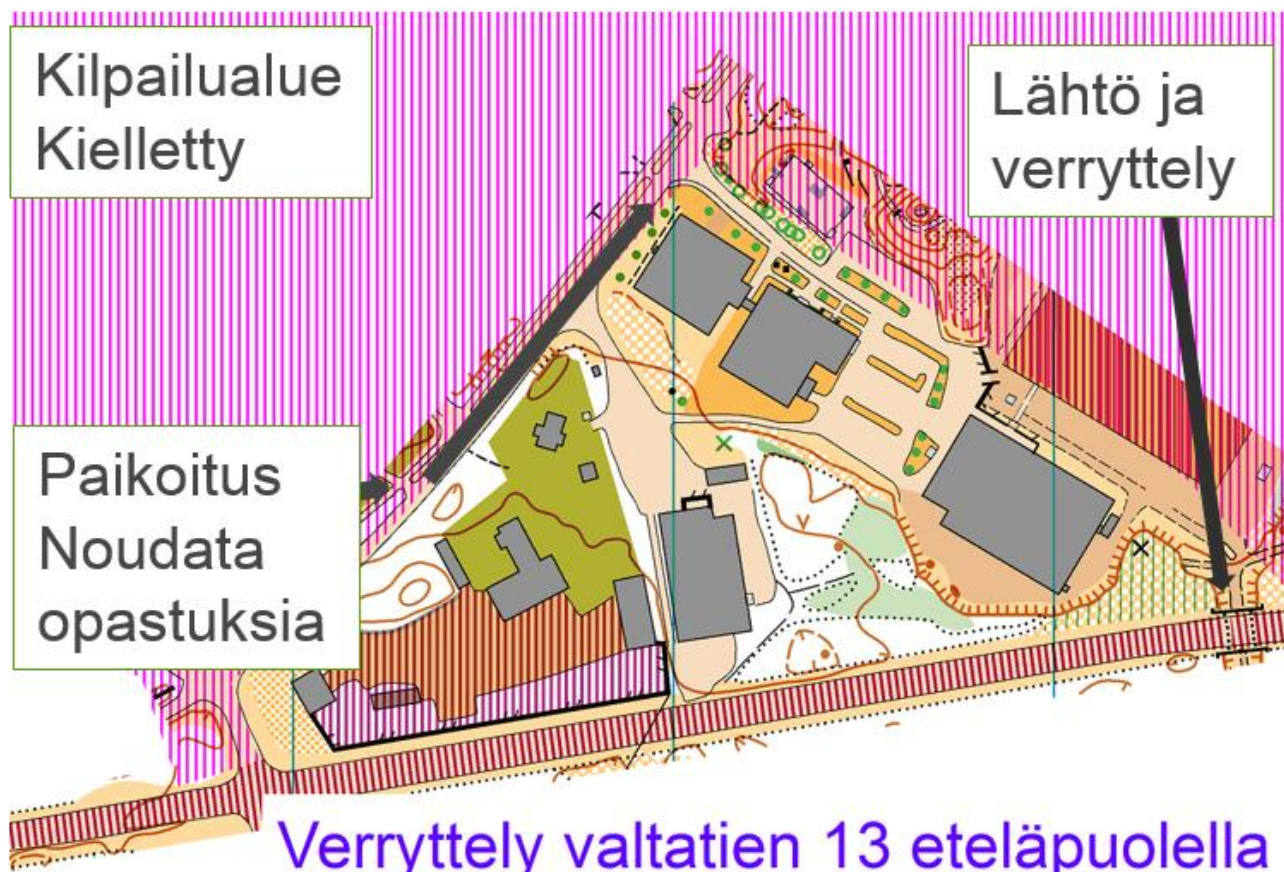 Kilpailualue
Kielletty
Lähtö ja
verryttely
Paikoitus
Noudata
opastuksia
Verryttely valtatien 13 eteläpuolella